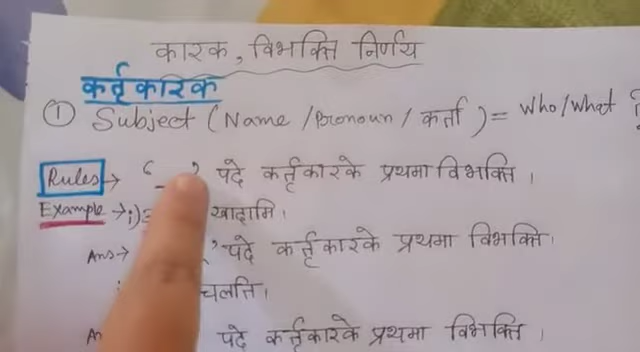 कारक, विभक्ति निर्णय
कर्तृकारक
① Subject (Name / Pronoun / कर्ता) = Who/What ?
Rules → ‘__’ पदे कर्तृकारके प्रथमा विभक्ति ।
Example → i) खादामि ।
Ans → ’ पदे कर्तृकारके प्रथमा विभक्ति ।
चलति ।
पदे कर्तृकारके प्रथमा विभक्ति ।